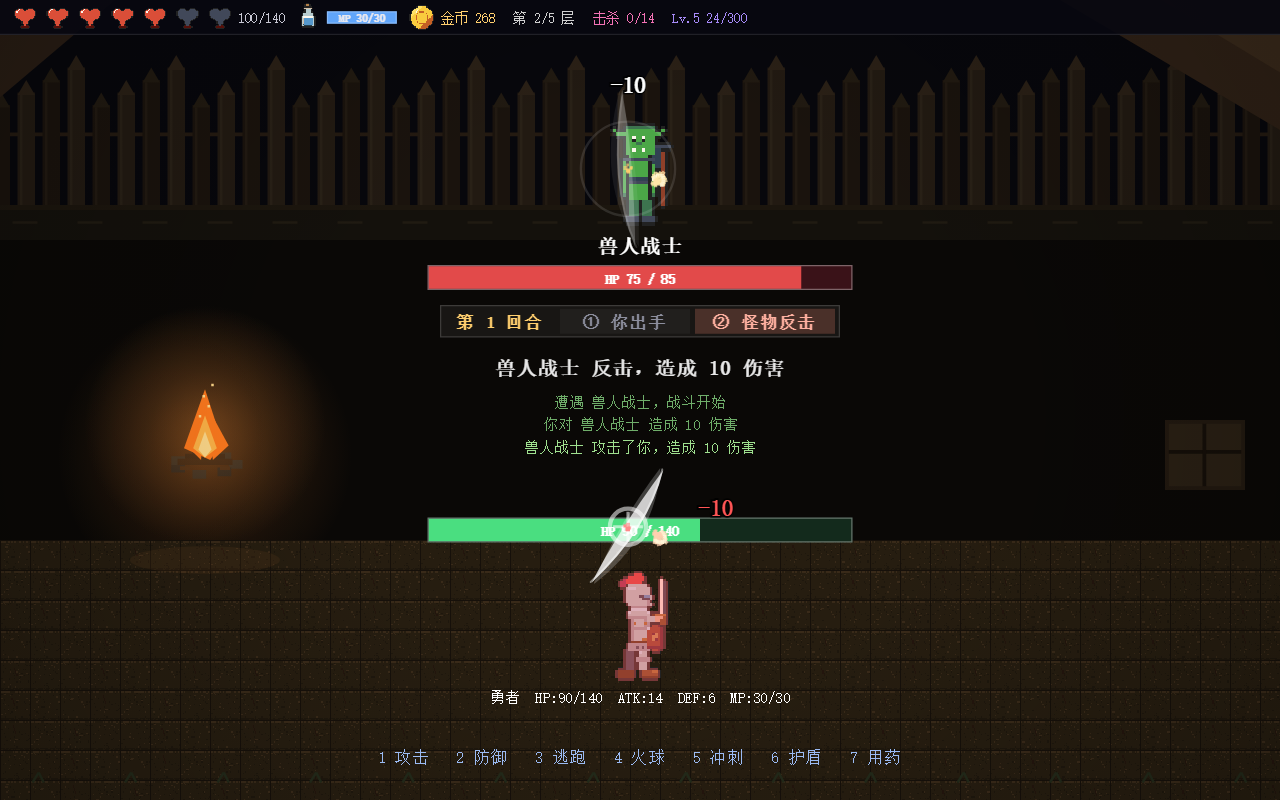 100/140 MP 30/30 金币 268 第 2/5 层 击杀 0/14 Lv.5 24/300
-10
兽人战士
HP 75 / 85
第 1 回合 ① 你出手 ② 怪物反击
兽人战士 反击，造成 10 伤害
遭遇 兽人战士，战斗开始
你对 兽人战士 造成 10 伤害
兽人战士 攻击了你，造成 10 伤害
-10
HP / 140
勇者 HP:90/140 ATK:14 DEF:6 MP:30/30
1 攻击 2 防御 3 逃跑 4 火球 5 冲刺 6 护盾 7 用药